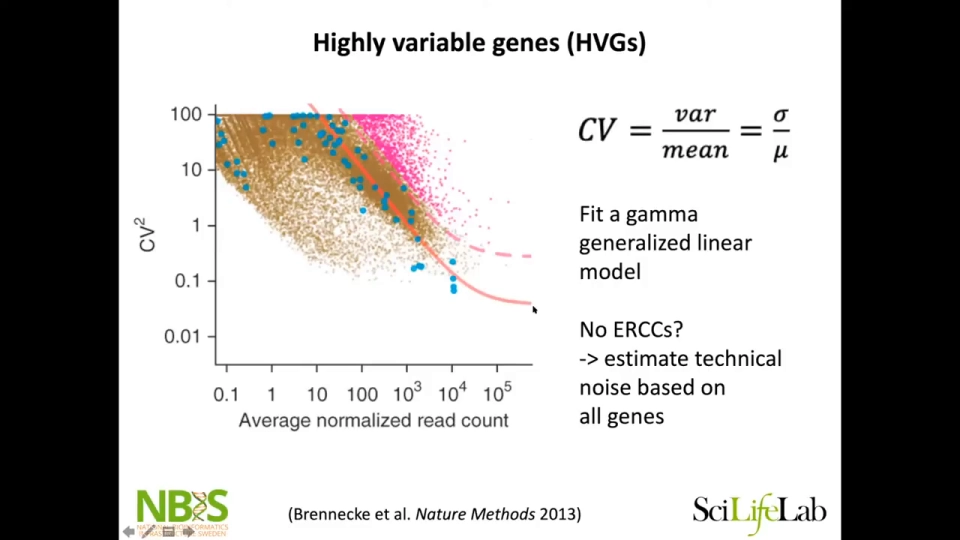 Highly variable genes (HVGs)
100
10
1
0.1
0.01
CV²
0.1 1 10 100 10³ 10⁴ 10⁵
Average normalized read count
CV = var/mean = σ/μ
Fit a gamma
generalized linear
model
No ERCCs?
-> estimate technical
noise based on
all genes
NBIS
(Brennecke et al. Nature Methods 2013)
SciLifeLab